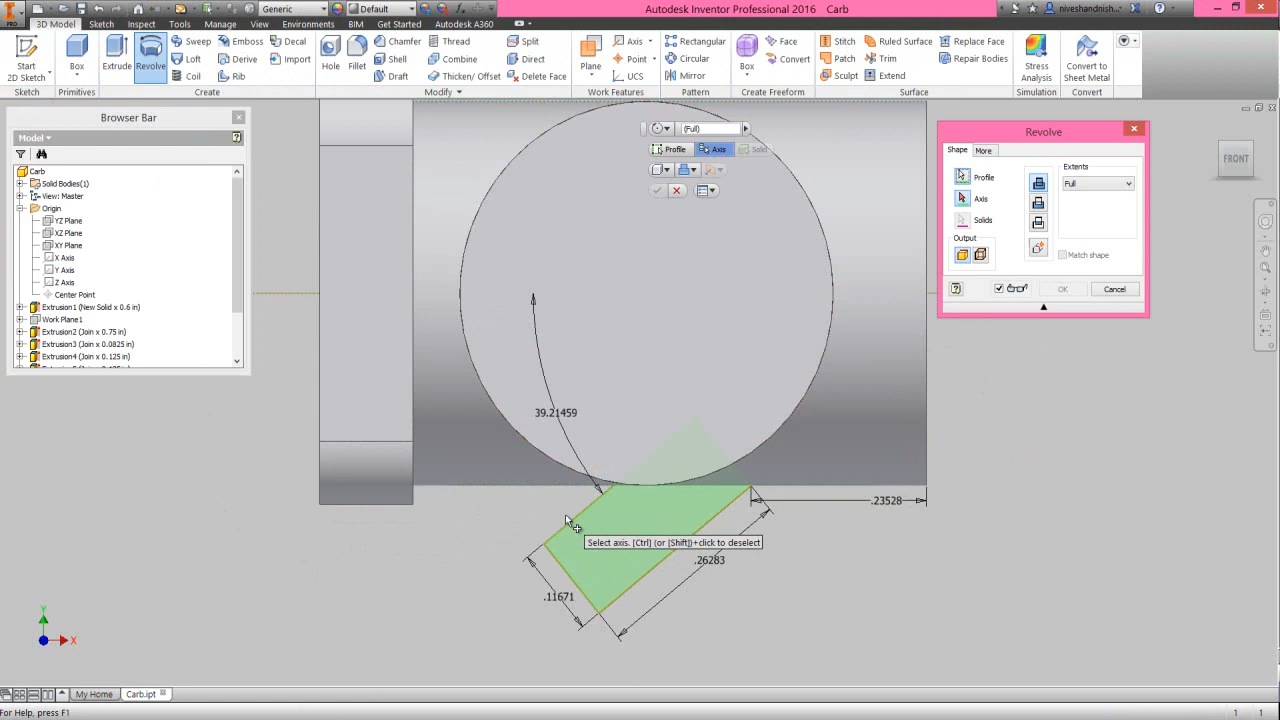 Generic
Default
Autodesk Inventor Professional 2016 Carb
niveshandnish...
PRO
3D Model
Sketch
Inspect
Tools
Manage
View
Environments
BIM
Get Started
Autodesk A360
Start
2D Sketch
Box
Extrude
Revolve
Sweep
Loft
Coil
Emboss
Derive
Rib
Decal
Import
Hole
Fillet
Chamfer
Shell
Draft
Thread
Combine
Thicken/ Offset
Split
Direct
Delete Face
Plane
Axis
Point
UCS
Rectangular
Circular
Mirror
Box
Face
Convert
Stitch
Patch
Sculpt
Ruled Surface
Trim
Extend
Replace Face
Repair Bodies
Stress
Analysis
Convert to
Sheet Metal
Sketch
Primitives
Create
Modify
Work Features
Pattern
Create Freeform
Surface
Simulation
Convert
Browser Bar
Model
Carb
Solid Bodies(1)
View: Master
Origin
YZ Plane
XZ Plane
XY Plane
X Axis
Y Axis
Z Axis
Center Point
Extrusion1 (New Solid x 0.6 in)
Work Plane1
Extrusion2 (Join x 0.75 in)
Extrusion3 (Join x 0.0825 in)
Extrusion4 (Join x 0.125 in)
(Full)
Profile
Axis
Solid
Revolve
Shape
More
Profile
Axis
Solids
Output
Extents
Full
Match shape
OK
Cancel
FRONT
39.21459
.23528
Select axis. [Ctrl] (or [Shift])+click to deselect
.26283
.11671
Y
X
My Home
Carb.ipt
For Help, press F1
1
1